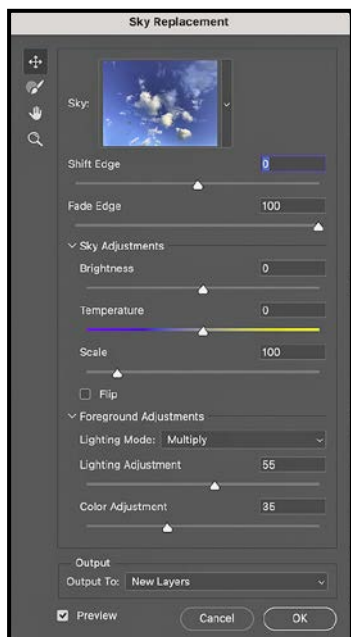 Sky Replacement
Sky:
Shift Edge 0
Fade Edge 100
Sky Adjustments
Brightness 0
Temperature 0
Scale 100
Flip
Foreground Adjustments
Lighting Mode: Multiply
Lighting Adjustment 55
Color Adjustment 35
Output
Output To: New Layers
Preview Cancel OK